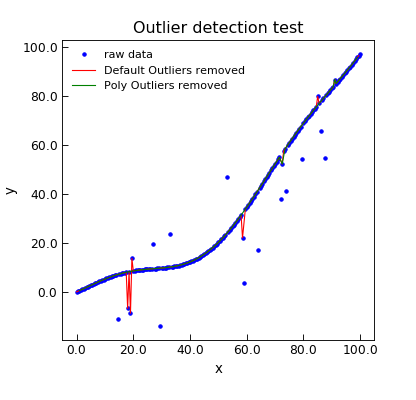 Outlier detection test
100.0
raw data
Default Outliers removed
Poly Outliers removed
80.0
60.0
y
40.0
20.0
0.0
0.0 20.0 40.0 60.0 80.0 100.0
x